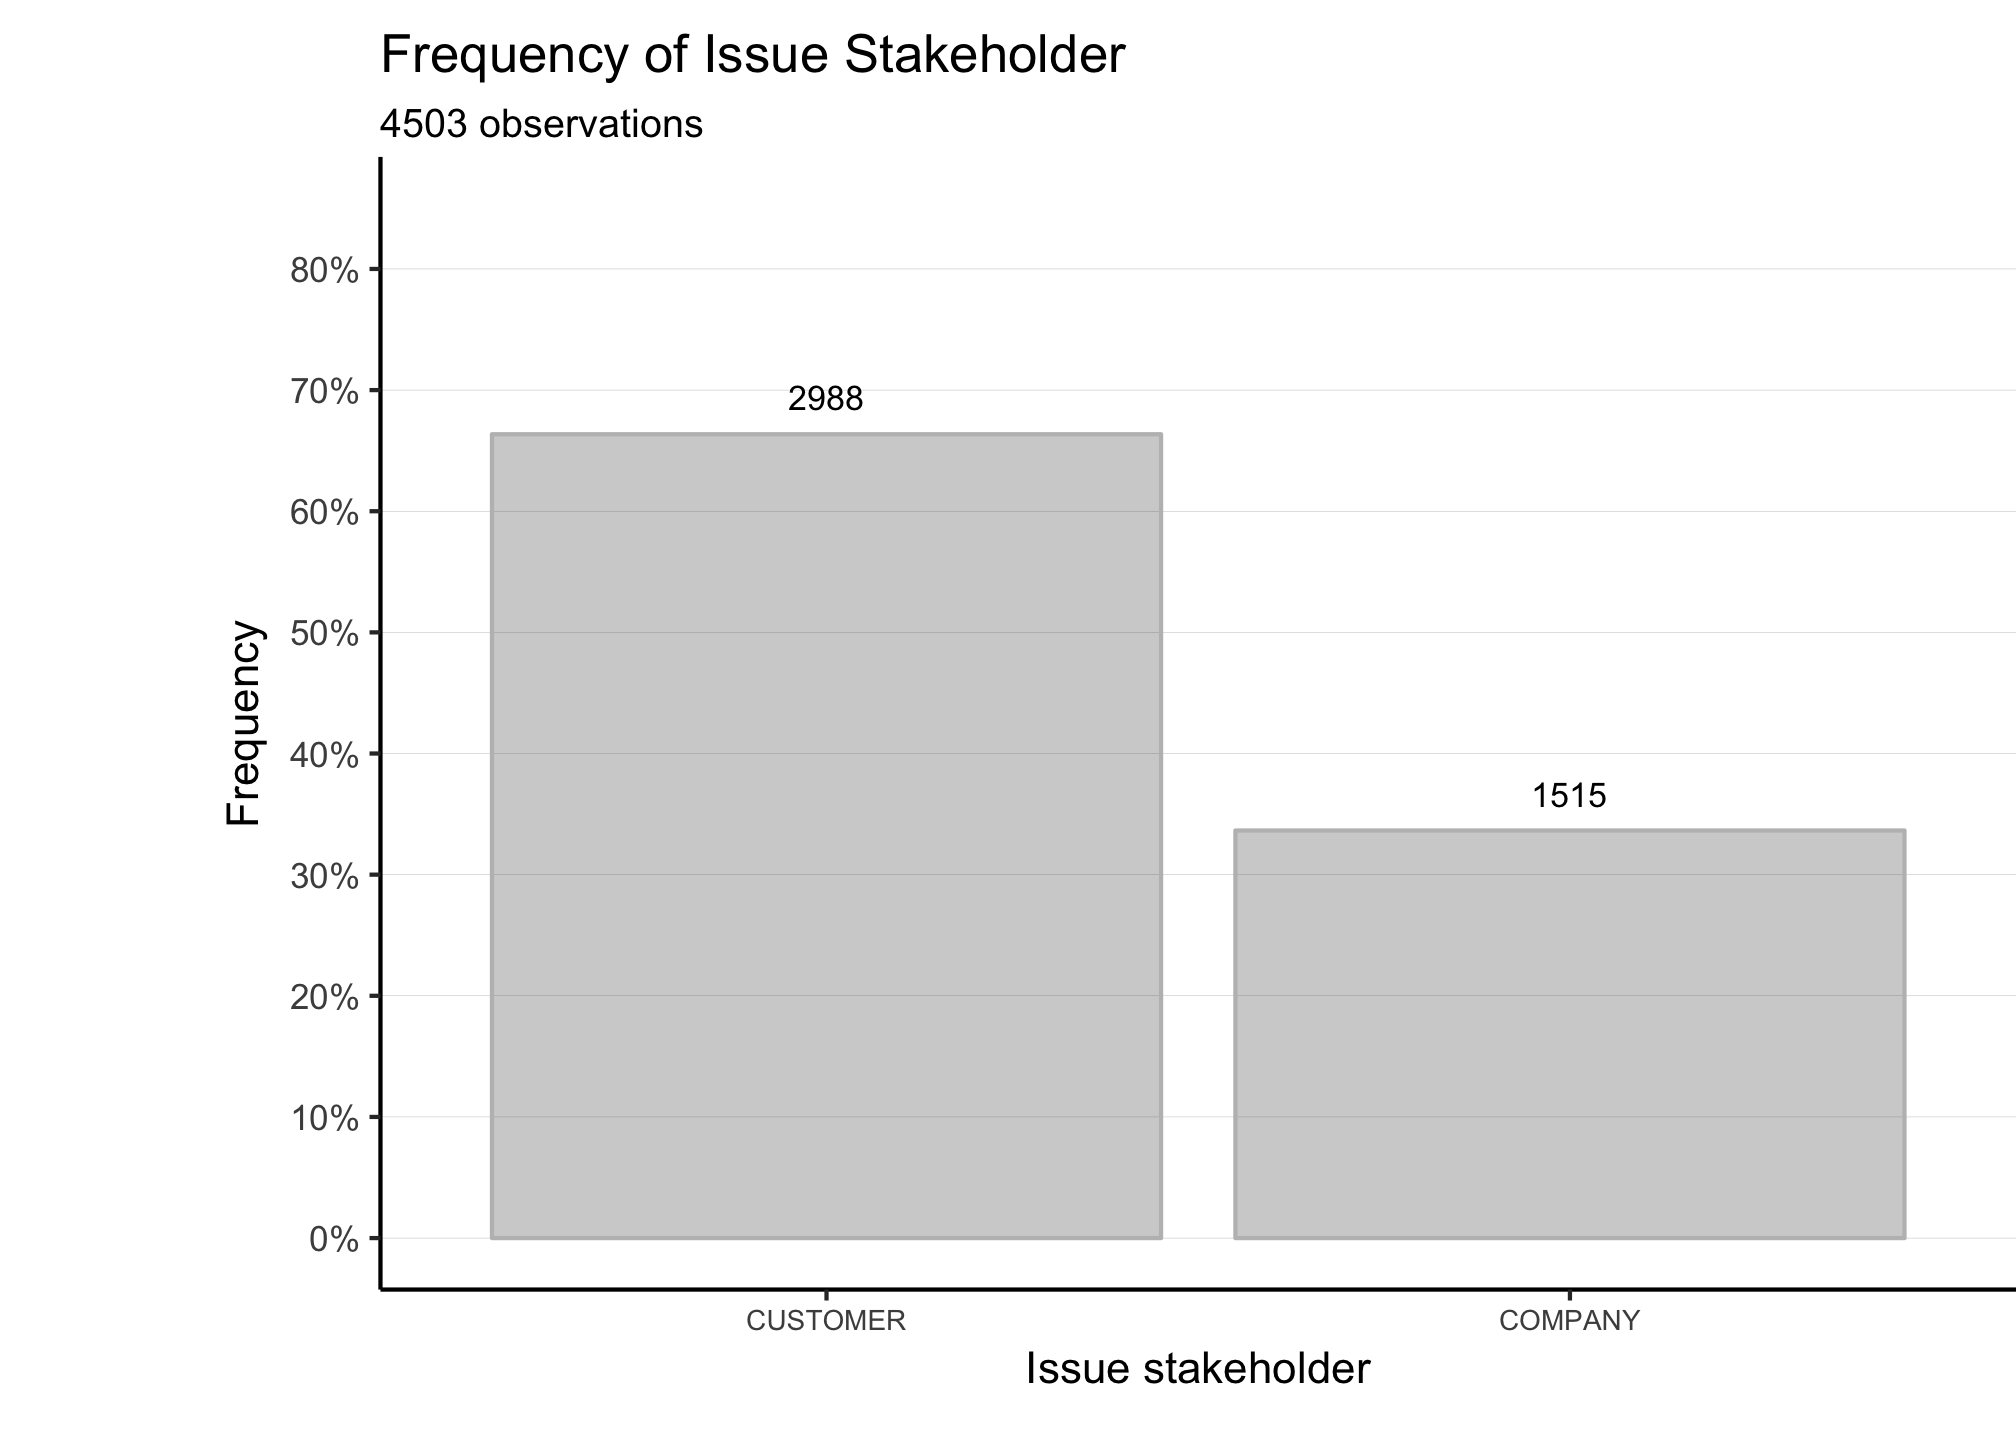 Frequency of Issue Stakeholder
4503 observations
Frequency
80%
70%
60%
50%
40%
30%
20%
10%
0%
2988
1515
CUSTOMER
COMPANY
Issue stakeholder